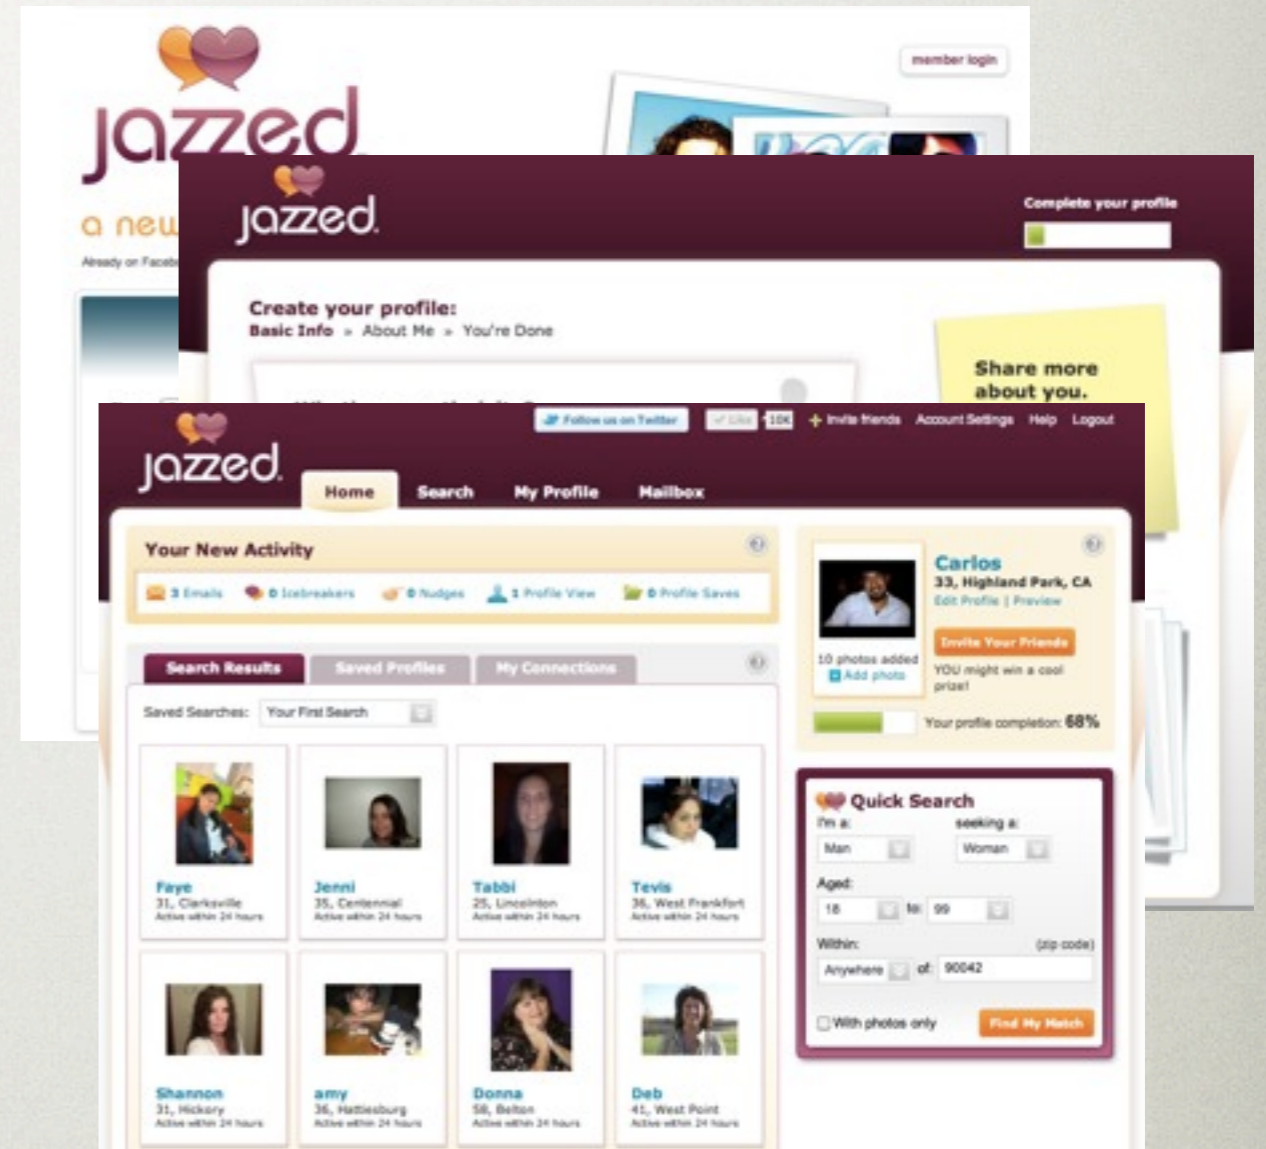 jazzed
member login
a new
Already on Faceb
jazzed.
Complete your profile
Create your profile:
Basic Info » About Me » You're Done
Share more
about you.
jazzed.
Follow us on Twitter
Like
10K
Invite friends
Account Settings
Help
Logout
Home
Search
My Profile
Mailbox
Your New Activity
3 Emails
0 Icebreakers
0 Nudges
1 Profile View
0 Profile Saves
Carlos
33, Highland Park, CA
Edit Profile | Preview
Invite Your Friends
10 photos added
Add photo
YOU might win a cool
prize!
Your profile completion: 68%
Search Results
Saved Profiles
My Connections
Saved Searches:
Your First Search
Faye
31, Clarksville
Active within 24 hours
Jenni
35, Centennial
Active within 24 hours
Tabbi
25, Lincolnton
Active within 24 hours
Tevis
36, West Frankfort
Active within 24 hours
Shannon
31, Hickory
Active within 24 hours
amy
36, Hattiesburg
Active within 24 hours
Donna
58, Belton
Active within 24 hours
Deb
41, West Point
Active within 24 hours
Quick Search
I'm a:
seeking a:
Man
Woman
Aged:
18 to: 99
Within:
(zip code)
Anywhere of: 90042
With photos only
Find My Match